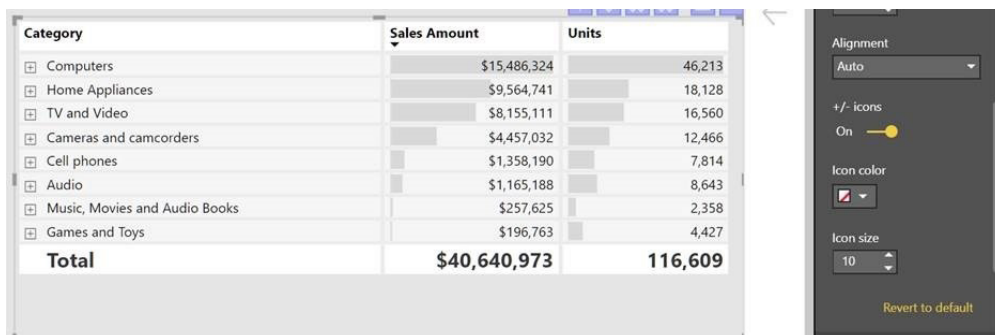 Category Sales Amount Units
Computers $15,486,324 46,213
Home Appliances $9,564,741 18,128
TV and Video $8,155,111 16,560
Cameras and camcorders $4,457,032 12,466
Cell phones $1,358,190 7,814
Audio $1,165,188 8,643
Music, Movies and Audio Books $257,625 2,358
Games and Toys $196,763 4,427
Total $40,640,973 116,609
Alignment
Auto
+/- icons
On
Icon color
Icon size
10
Revert to default